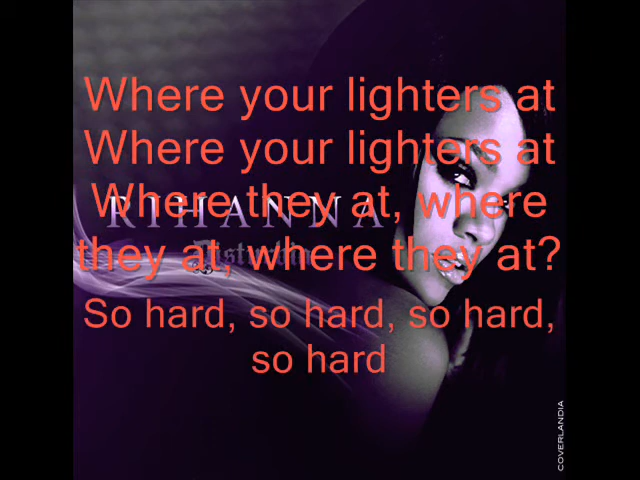 Where your lighters at
Where your lighters at
Where they at, where
RIHANNA
they at, where they at?
Disturbia
So hard, so hard, so hard,
so hard
COVERLANDIA